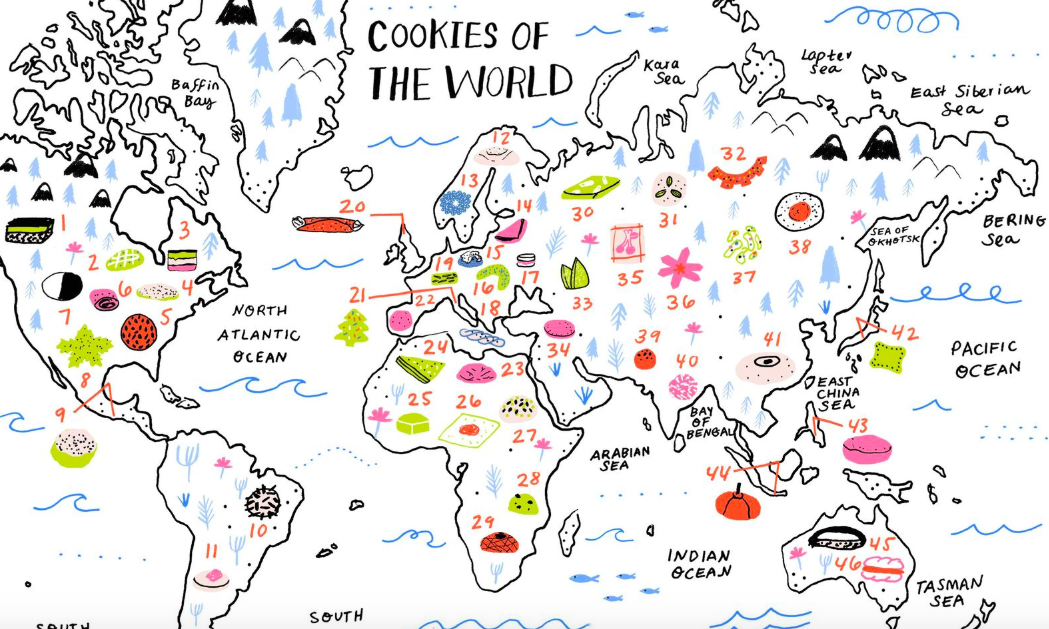 COOKIES OF
THE WORLD
Baffin
Bay
Kara
Sea
Lapter
Sea
East Siberian
Sea
12
32
13
20
30
31
14
1
3
SEA OF
OKHOTSK
BERING
Sea
38
2
19
15
35
37
6
4
21
16
17
36
22
18
33
7
5
NORTH
ATLANTIC
OCEAN
24
34
39
41
42
PACIFIC
OCEAN
8
23
40
9
25
26
BAY
OF
BENGAL
EAST
CHINA
SEA
27
43
ARABIAN
SEA
44
28
10
29
11
INDIAN
OCEAN
45
46
TASMAN
SEA
SOUTH
SOUTH